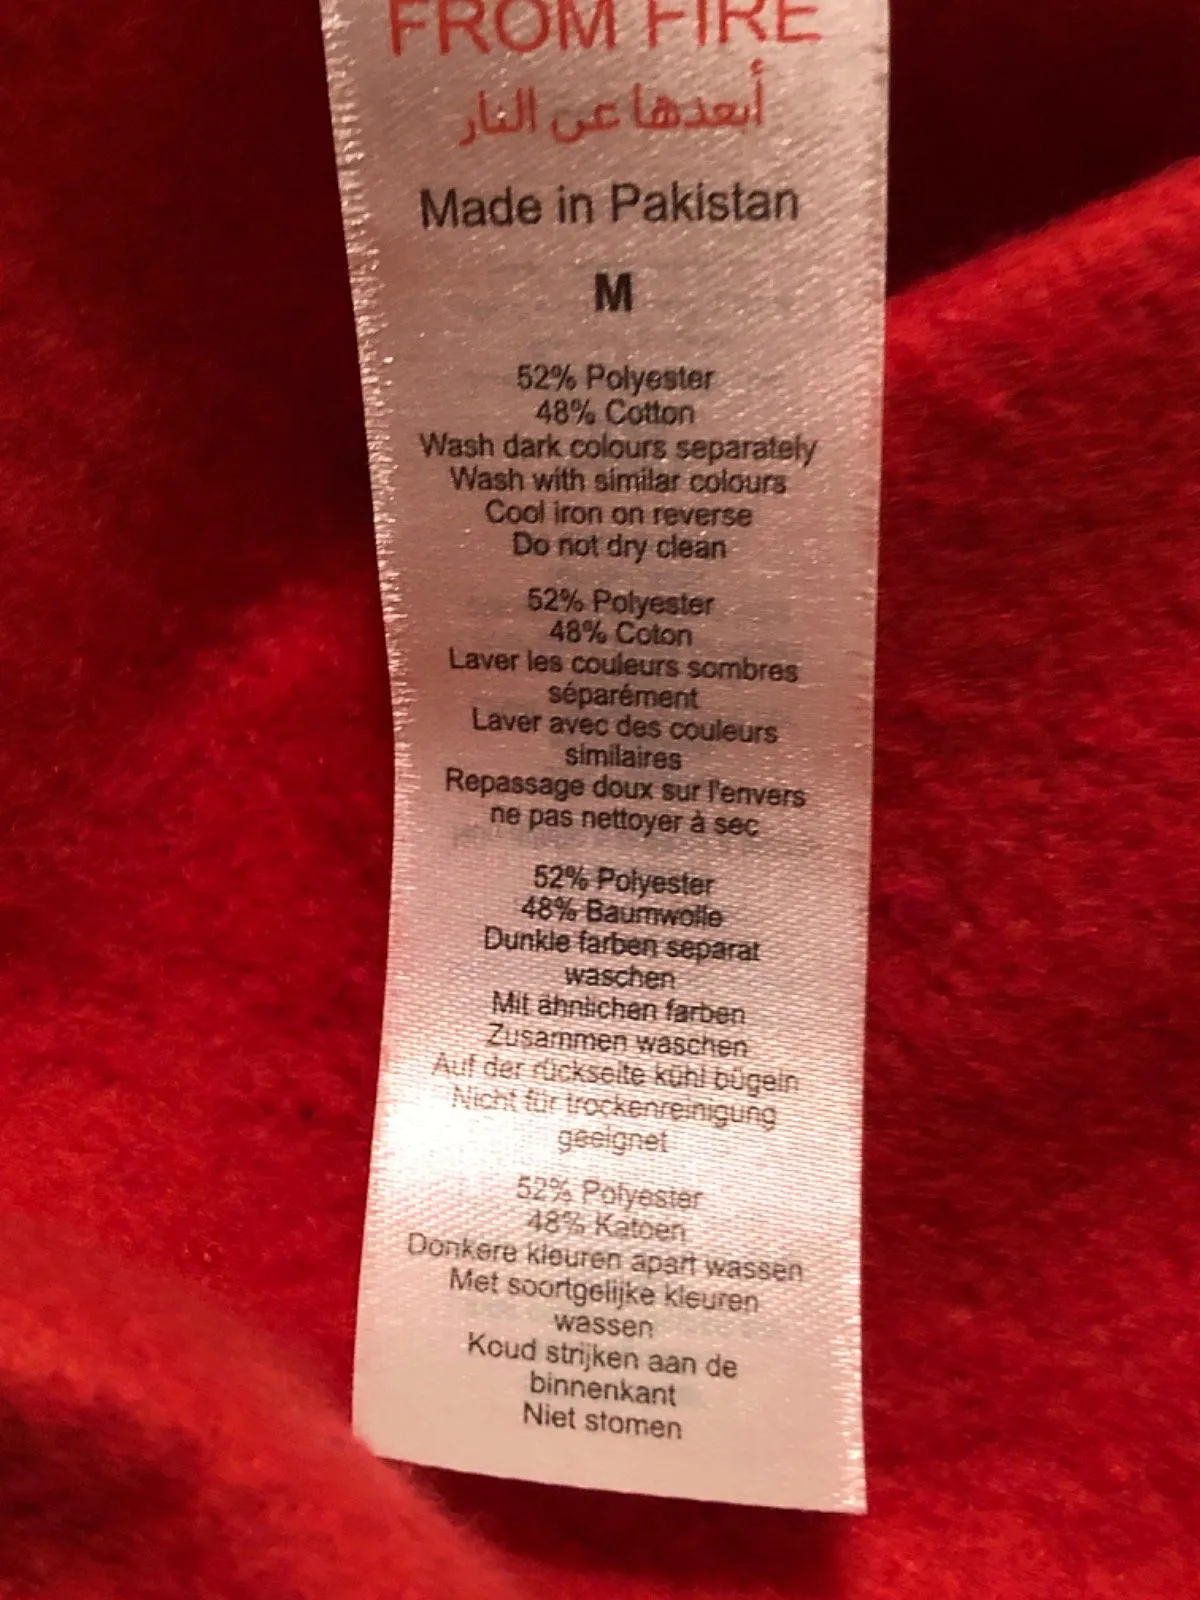 FROM FIRE
أبعدها عن النار
Made in Pakistan
M
52% Polyester
48% Cotton
Wash dark colours separately
Wash with similar colours
Cool iron on reverse
Do not dry clean
52% Polyester
48% Coton
Laver les couleurs sombres
séparément
Laver avec des couleurs
similaires
Repassage doux sur l'envers
ne pas nettoyer à sec
52% Polyester
48% Baumwolle
Dunkle farben separat
waschen
Mit ähnlichen farben
Zusammen waschen
Auf der rückseite kühl bügeln
Nicht für trockenreinigung
geeignet
52% Polyester
48% Katoen
Donkere kleuren apart wassen
Met soortgelijke kleuren
wassen
Koud strijken aan de
binnenkant
Niet stomen